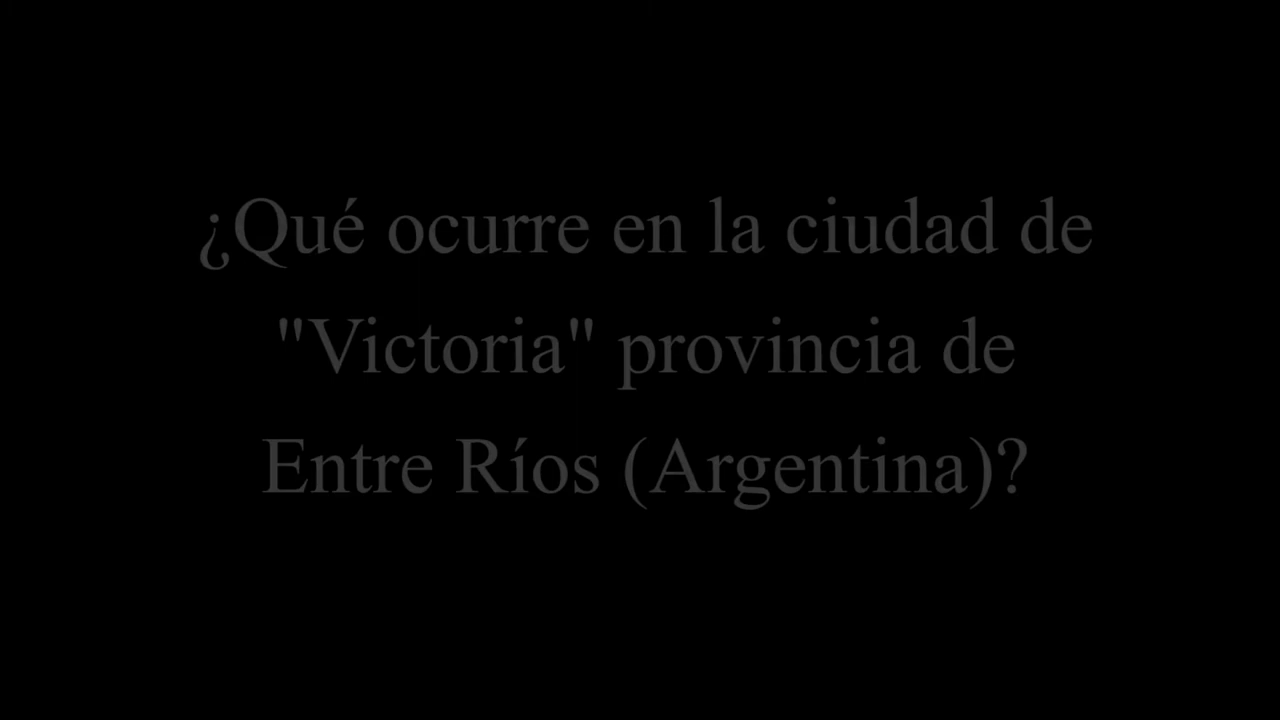 ¿Qué ocurre en la ciudad de
"Victoria" provincia de
Entre Ríos (Argentina)?